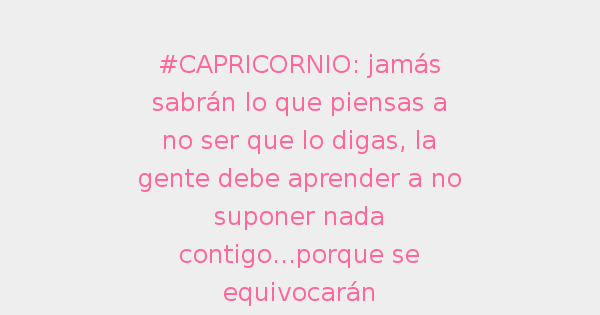 #CAPRICORNIO: jamás
sabrán lo que piensas a
no ser que lo digas, la
gente debe aprender a no
suponer nada
contigo...porque se
equivocarán